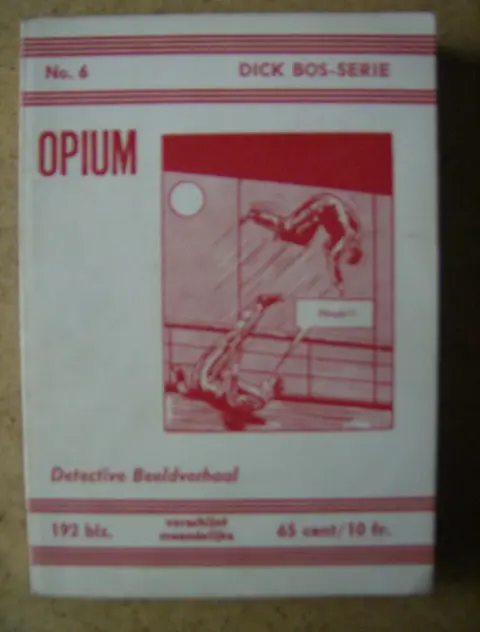 No. 6
DICK BOS-SERIE
OPIUM
Detective Beeldverhaal
192 blz.
verschijnt
maandelijks
65 cent/10 fr.